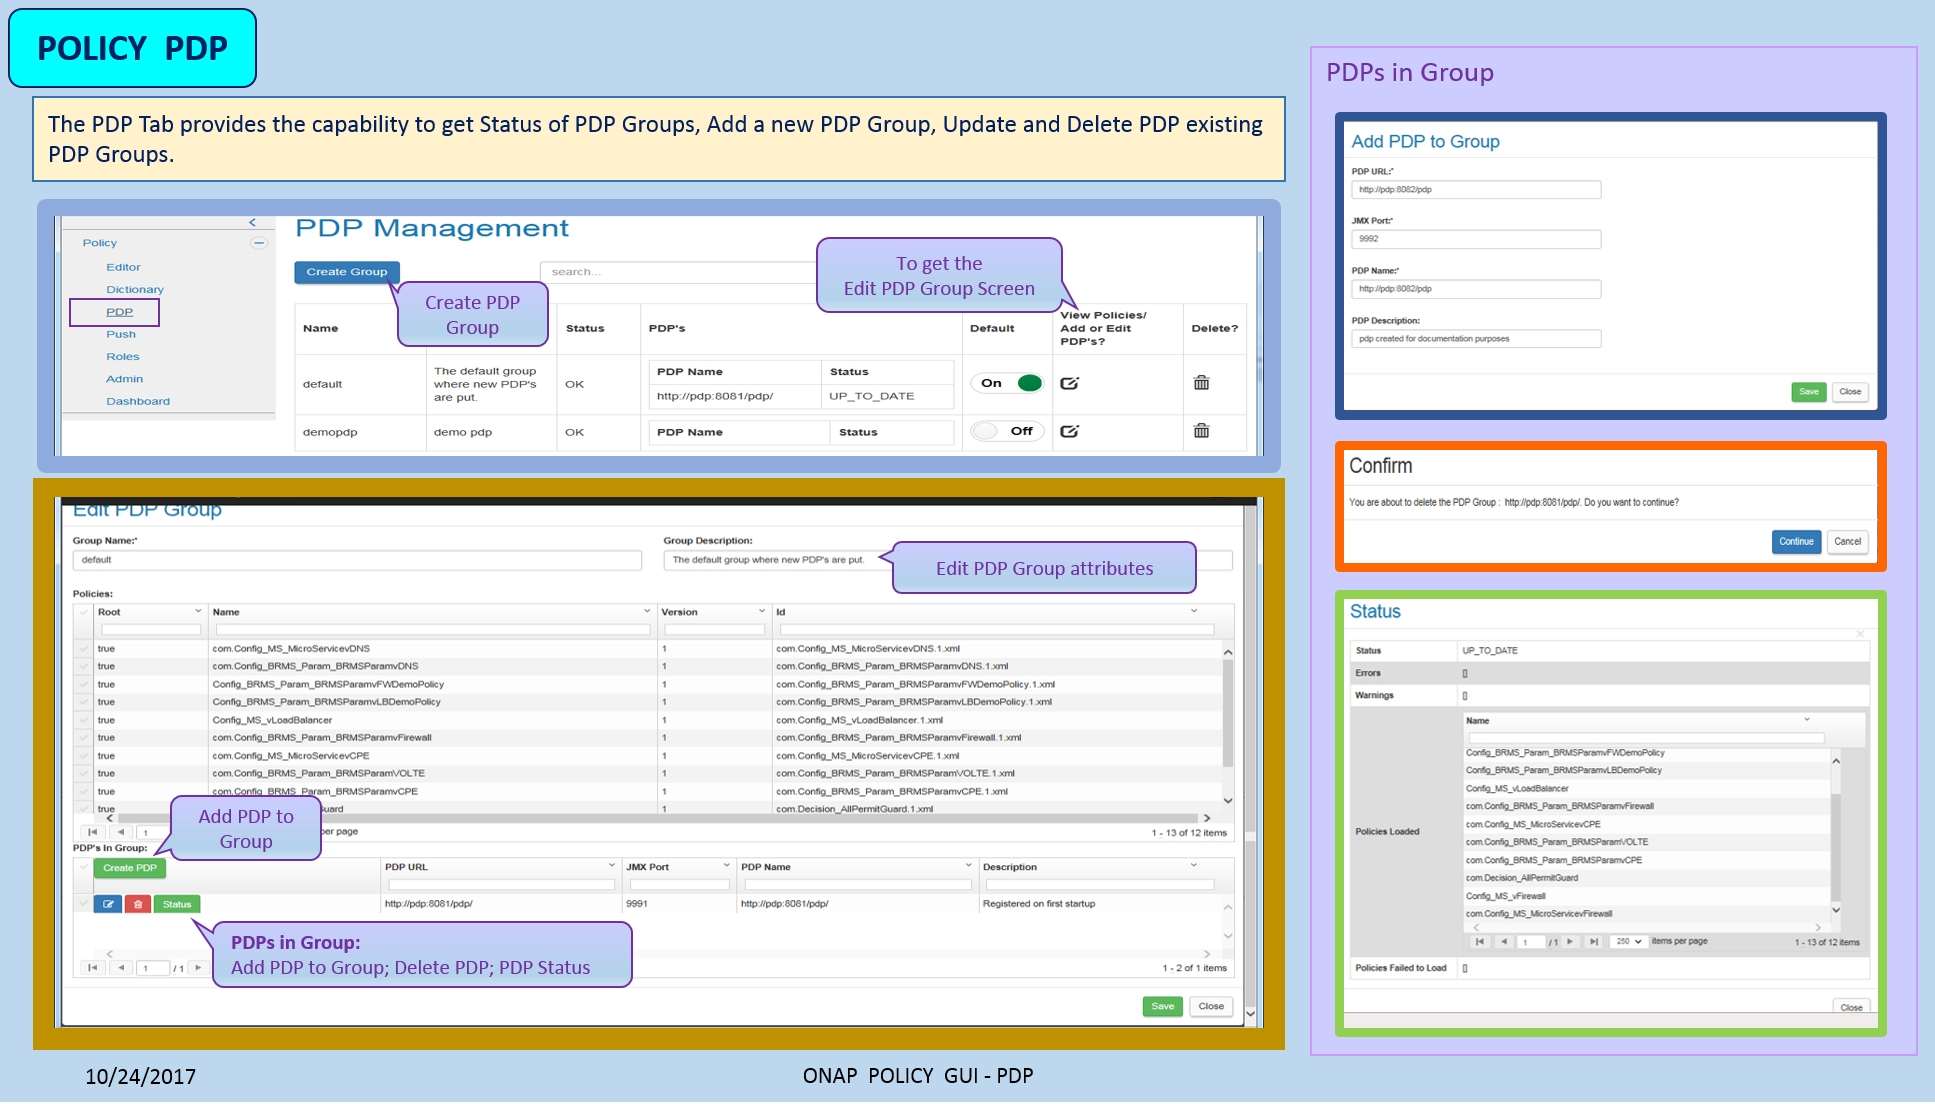 POLICY  PDP
The PDP Tab provides the capability to get Status of PDP Groups, Add a new PDP Group, Update and Delete PDP existing
PDP Groups.
Policy
Editor
Dictionary
PDP
Push
Roles
Admin
Dashboard
PDP Management
Create Group
search...
Create PDP
Group
To get the
Edit PDP Group Screen
Name
Status
PDP's
Default
View Policies/
Add or Edit
PDP's?
Delete?
default
The default group
where new PDP's
are put.
OK
PDP Name
Status
http://pdp:8081/pdp/
UP_TO_DATE
On
demopdp
demo pdp
OK
PDP Name
Status
Off
Edit PDP Group
Group Name:*
default
Group Description:
The default group where new PDP's are put.
Edit PDP Group attributes
Policies:
Root Name Version Id
true com.Config_MS_MicroServicevDNS 1 com.Config_MS_MicroServicevDNS.1.xml
true com.Config_BRMS_Param_BRMSParamvDNS 1 com.Config_BRMS_Param_BRMSParamvDNS.1.xml
true Config_BRMS_Param_BRMSParamvFWDemoPolicy 1 com.Config_BRMS_Param_BRMSParamvFWDemoPolicy.1.xml
true Config_BRMS_Param_BRMSParamvLBDemoPolicy 1 com.Config_BRMS_Param_BRMSParamvLBDemoPolicy.1.xml
true Config_MS_vLoadBalancer 1 com.Config_MS_vLoadBalancer.1.xml
true com.Config_BRMS_Param_BRMSParamvFirewall 1 com.Config_BRMS_Param_BRMSParamvFirewall.1.xml
true com.Config_MS_MicroServicevCPE 1 com.Config_MS_MicroServicevCPE.1.xml
true com.Config_BRMS_Param_BRMSParamVOLTE 1 com.Config_BRMS_Param_BRMSParamVOLTE.1.xml
true com.Config_BRMS_Param_BRMSParamvCPE 1 com.Config_BRMS_Param_BRMSParamvCPE.1.xml
true uard 1 com.Decision_AllPermitGuard.1.xml
1 per page 1 - 13 of 12 items
Add PDP to
Group
PDP's In Group:
Create PDP
PDP URL JMX Port PDP Name Description
Status http://pdp:8081/pdp/ 9991 http://pdp:8081/pdp/ Registered on first startup
PDPs in Group:
Add PDP to Group; Delete PDP; PDP Status
1 / 1 1 - 2 of 1 items
Save Close
PDPs in Group
Add PDP to Group
PDP URL:*
http://pdp:8082/pdp
JMX Port:*
9992
PDP Name:*
http://pdp:8082/pdp
PDP Description:
pdp created for documentation purposes
Save Close
Confirm
You are about to delete the PDP Group :  http://pdp:8081/pdp/. Do you want to continue?
Continue Cancel
Status
Status UP_TO_DATE
Errors []
Warnings []
Policies Loaded
Name
Config_BRMS_Param_BRMSParamvFWDemoPolicy
Config_BRMS_Param_BRMSParamvLBDemoPolicy
Config_MS_vLoadBalancer
com.Config_BRMS_Param_BRMSParamvFirewall
com.Config_MS_MicroServicevCPE
com.Config_BRMS_Param_BRMSParamVOLTE
com.Config_BRMS_Param_BRMSParamvCPE
com.Decision_AllPermitGuard
Config_MS_vFirewall
com.Config_MS_MicroServicevFirewall
1 / 1 250 items per page 1 - 13 of 12 items
Policies Failed to Load []
Close
10/24/2017
ONAP  POLICY  GUI - PDP